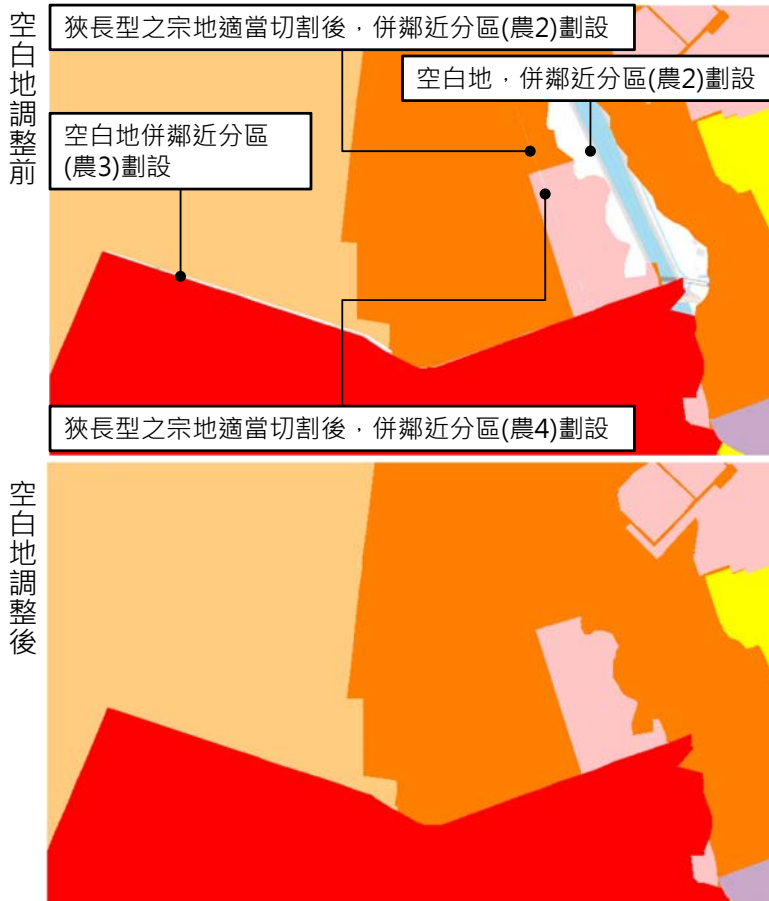 空白地調整前
狹長型之宗地適當切割後，併鄰近分區(農2)劃設
空白地，併鄰近分區(農2)劃設
空白地併鄰近分區
(農3)劃設
狹長型之宗地適當切割後，併鄰近分區(農4)劃設
空白地調整後